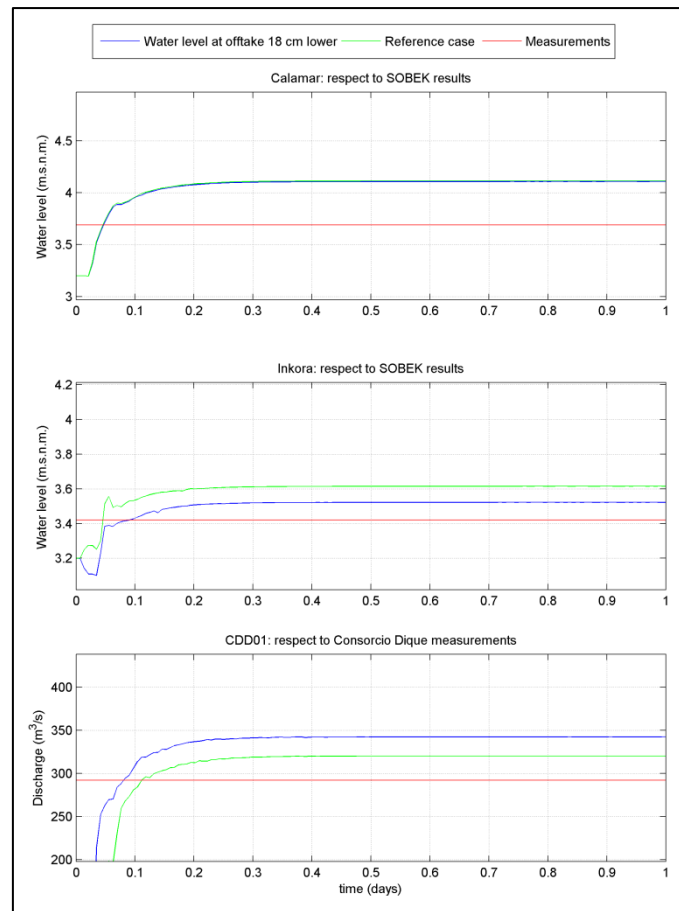 Water level at offtake 18 cm lower Reference case Measurements
Calamar: respect to SOBEK results
Water level (m.s.n.m.)
4.5
4
3.5
3
0 0.1 0.2 0.3 0.4 0.5 0.6 0.7 0.8 0.9 1
Inkora: respect to SOBEK results
Water level (m.s.n.m.)
4.2
4
3.8
3.6
3.4
3.2
0 0.1 0.2 0.3 0.4 0.5 0.6 0.7 0.8 0.9 1
CDD01: respect to Consorcio Dique measurements
Discharge (m³/s)
400
350
300
250
200
0 0.1 0.2 0.3 0.4 0.5 0.6 0.7 0.8 0.9 1
time (days)